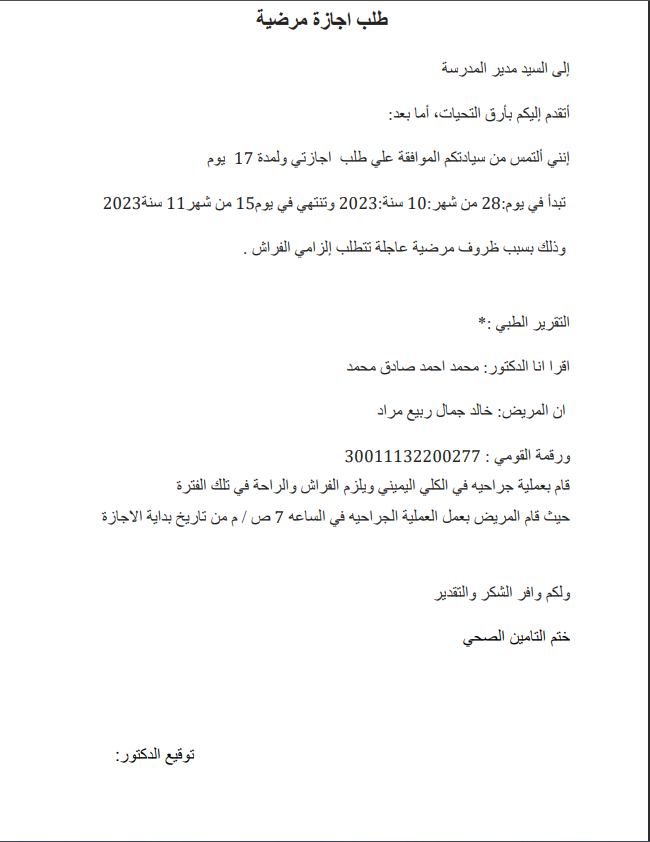 طلب اجازة مرضية
إلى السيد مدير المدرسة
أتقدم إليكم بأرق التحيات، أما بعد:
إنني ألتمس من سيادتكم الموافقة علي طلب  اجازتي ولمدة 17  يوم
تبدأ في يوم:28 من شهر:10 سنة:2023 وتنتهي في يوم15 من شهر11 سنة2023
وذلك بسبب ظروف مرضية عاجلة تتطلب إلزامي الفراش .
التقرير الطبي :*
اقرا انا الدكتور: محمد احمد صادق محمد
ان المريض: خالد جمال ربيع مراد
ورقمة القومي : 30011132200277
قام بعملية جراحيه في الكلي اليميني ويلزم الفراش والراحة في تلك الفترة
حيث قام المريض بعمل العملية الجراحيه في الساعه 7 ص / م من تاريخ بداية الاجازة
ولكم وافر الشكر والتقدير
ختم التامين الصحي
توقيع الدكتور: